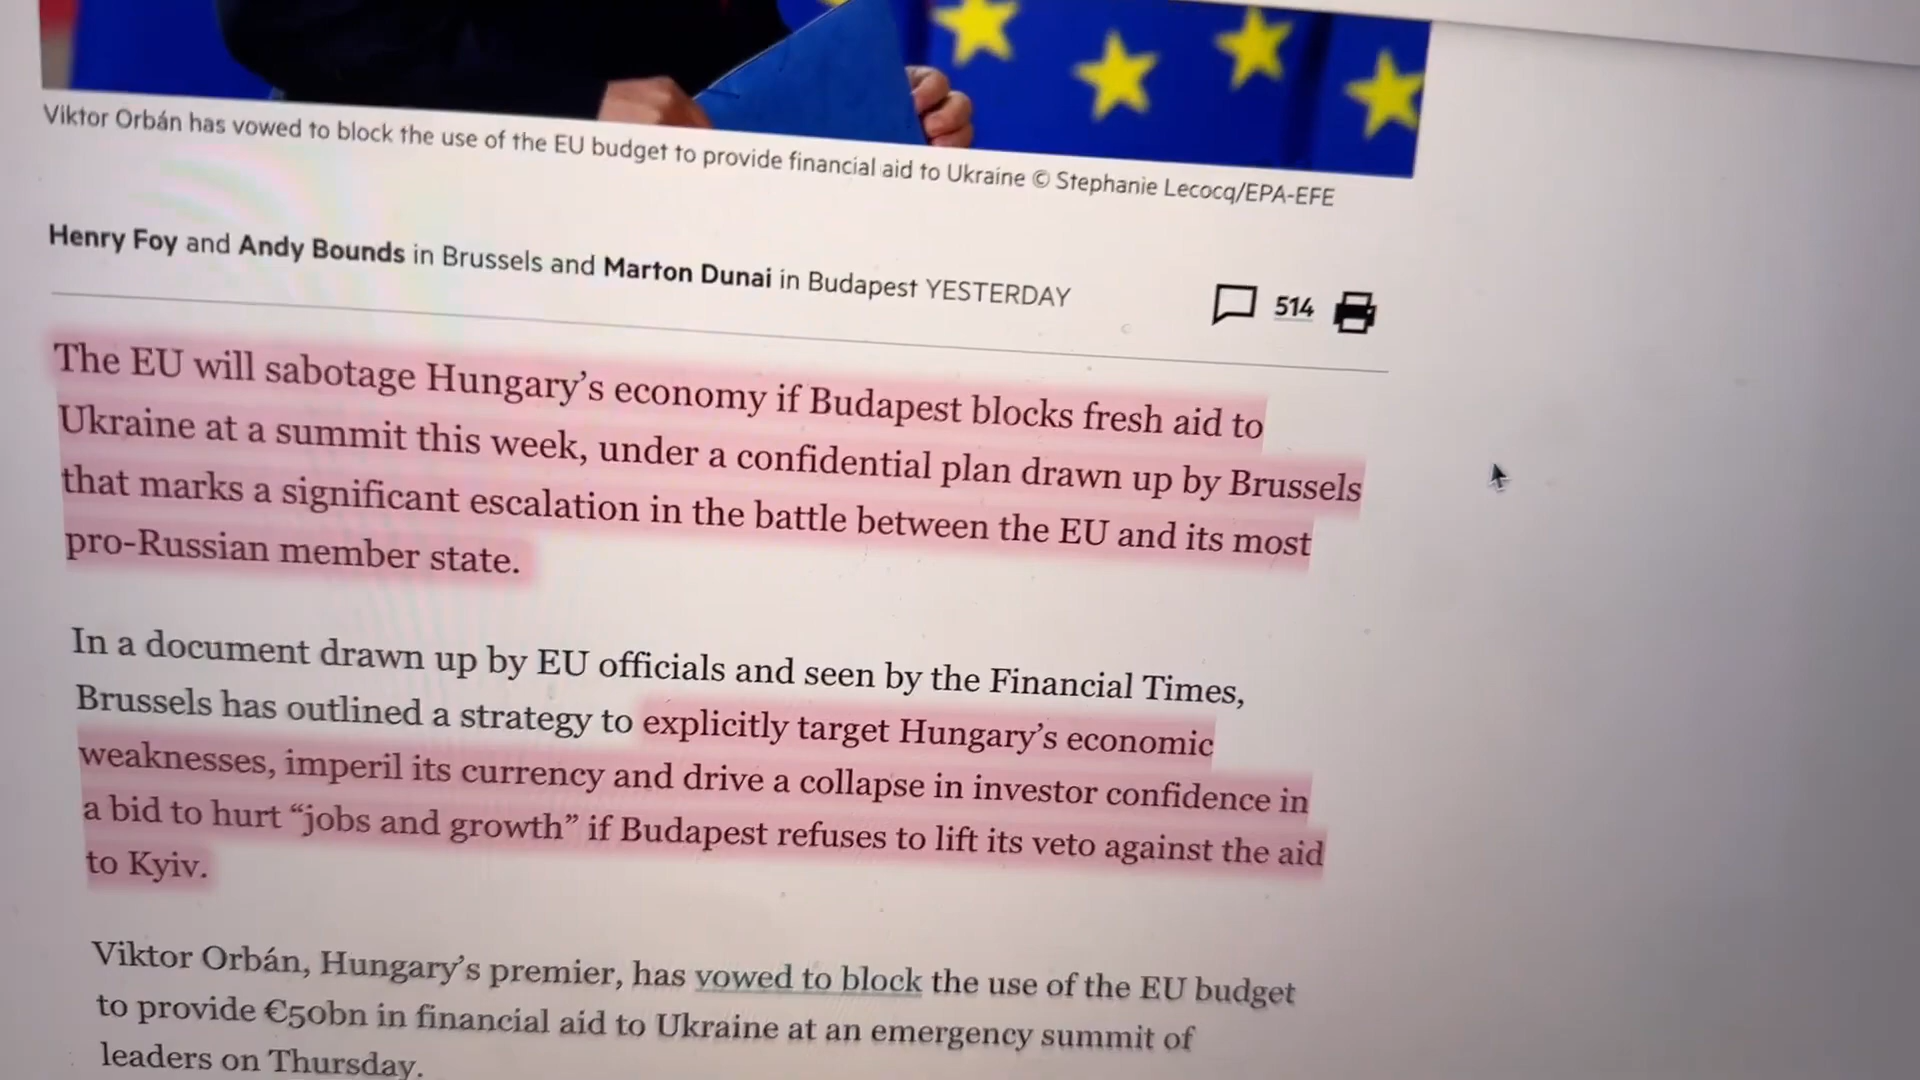 Viktor Orbán has vowed to block the use of the EU budget to provide financial aid to Ukraine © Stephanie Lecocq/EPA-EFE
Henry Foy and Andy Bounds in Brussels and Marton Dunai in Budapest YESTERDAY
514
The EU will sabotage Hungary’s economy if Budapest blocks fresh aid to
Ukraine at a summit this week, under a confidential plan drawn up by Brussels
that marks a significant escalation in the battle between the EU and its most
pro-Russian member state.
In a document drawn up by EU officials and seen by the Financial Times,
Brussels has outlined a strategy to explicitly target Hungary’s economic
weaknesses, imperil its currency and drive a collapse in investor confidence in
a bid to hurt “jobs and growth” if Budapest refuses to lift its veto against the aid
to Kyiv.
Viktor Orbán, Hungary’s premier, has vowed to block the use of the EU budget
to provide €50bn in financial aid to Ukraine at an emergency summit of
leaders on Thursday.